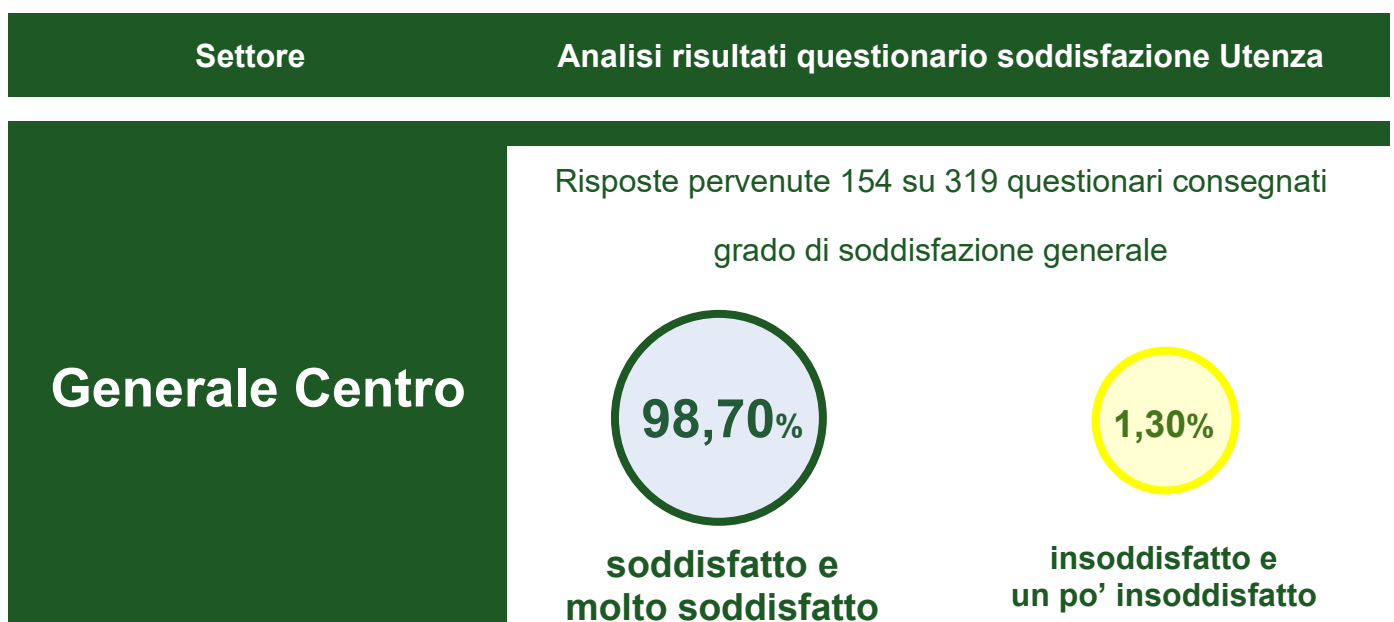 Settore
Analisi risultati questionario soddisfazione Utenza
Generale Centro
Risposte pervenute 154 su 319 questionari consegnati
grado di soddisfazione generale
98,70%
soddisfatto e
molto soddisfatto
1,30%
insoddisfatto e
un po’ insoddisfatto